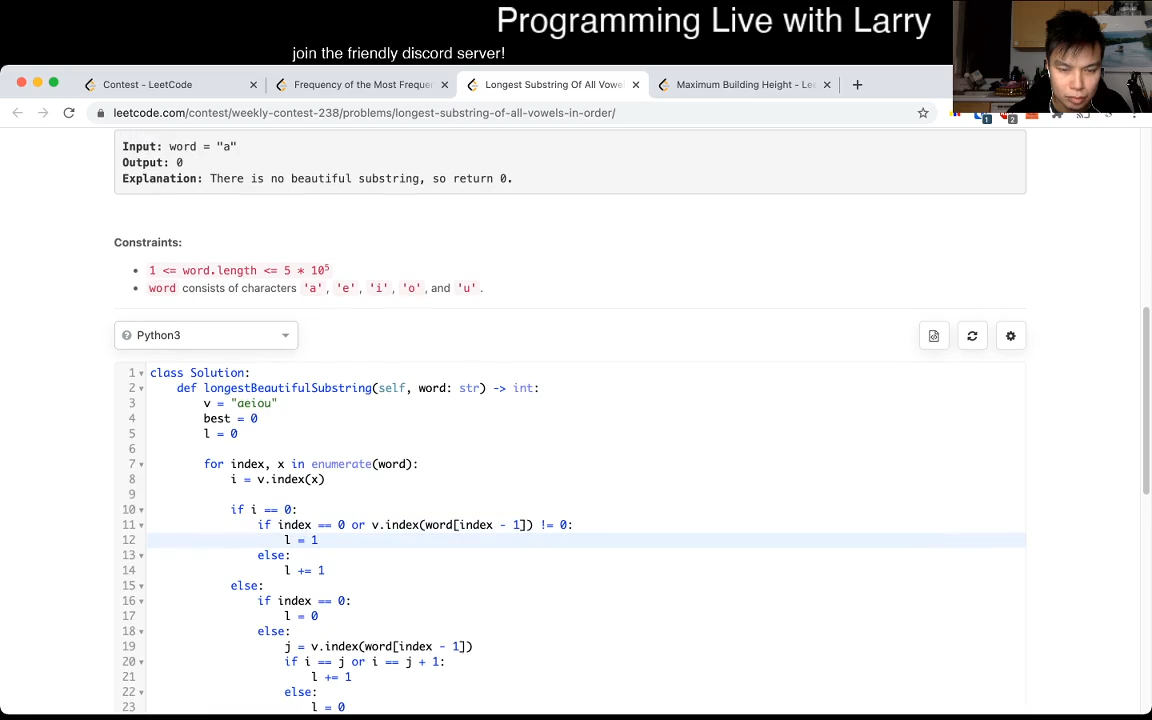 Programming Live with Larry
join the friendly discord server!
Contest - LeetCode
Frequency of the Most Frequen
Longest Substring Of All Vowel
Maximum Building Height - Lee
leetcode.com/contest/weekly-contest-238/problems/longest-substring-of-all-vowels-in-order/
Input: word = "a"
Output: 0
Explanation: There is no beautiful substring, so return 0.
Constraints:
1 <= word.length <= 5 * 10⁵
word consists of characters 'a', 'e', 'i', 'o', and 'u'.
Python3
1 class Solution:
2 def longestBeautifulSubstring(self, word: str) -> int:
3 v = "aeiou"
4 best = 0
5 l = 0
6
7 for index, x in enumerate(word):
8 i = v.index(x)
9
10 if i == 0:
11 if index == 0 or v.index(word[index - 1]) != 0:
12 l = 1
13 else:
14 l += 1
15 else:
16 if index == 0:
17 l = 0
18 else:
19 j = v.index(word[index - 1])
20 if i == j or i == j + 1:
21 l += 1
22 else:
23 l = 0